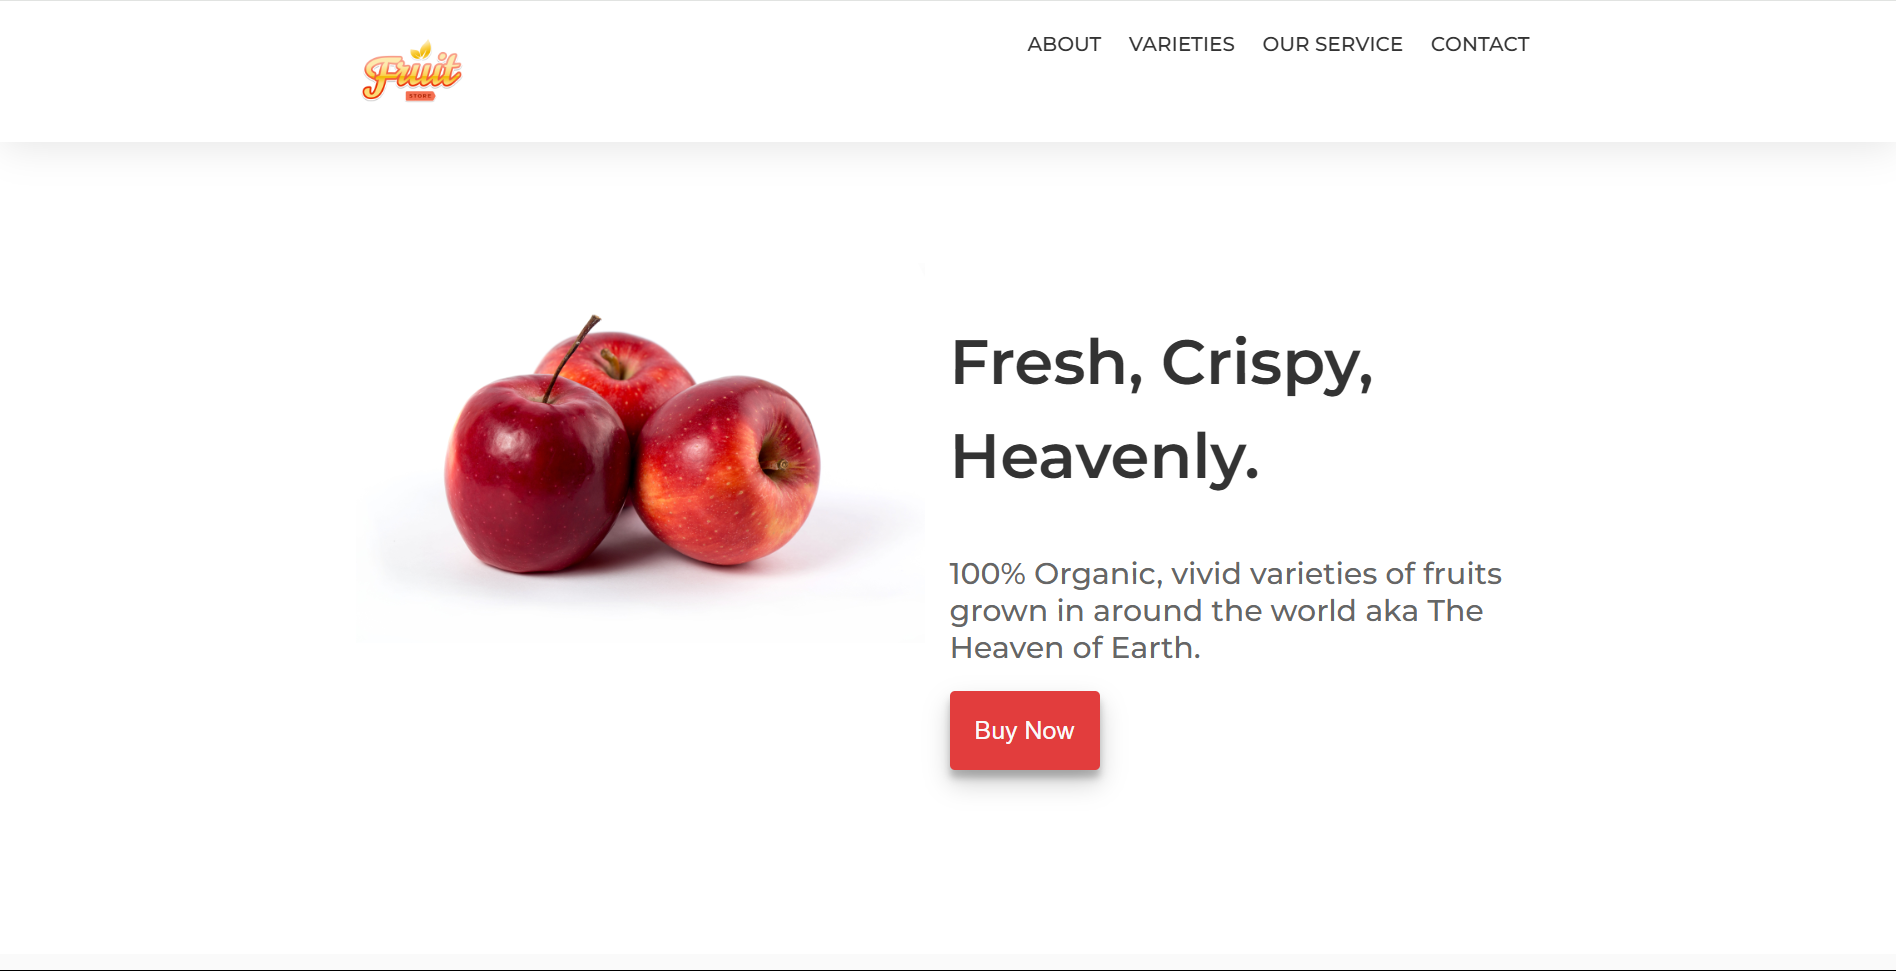 Fruit
STORE
ABOUT VARIETIES OUR SERVICE CONTACT
Fresh, Crispy,
Heavenly.
100% Organic, vivid varieties of fruits
grown in around the world aka The
Heaven of Earth.
Buy Now